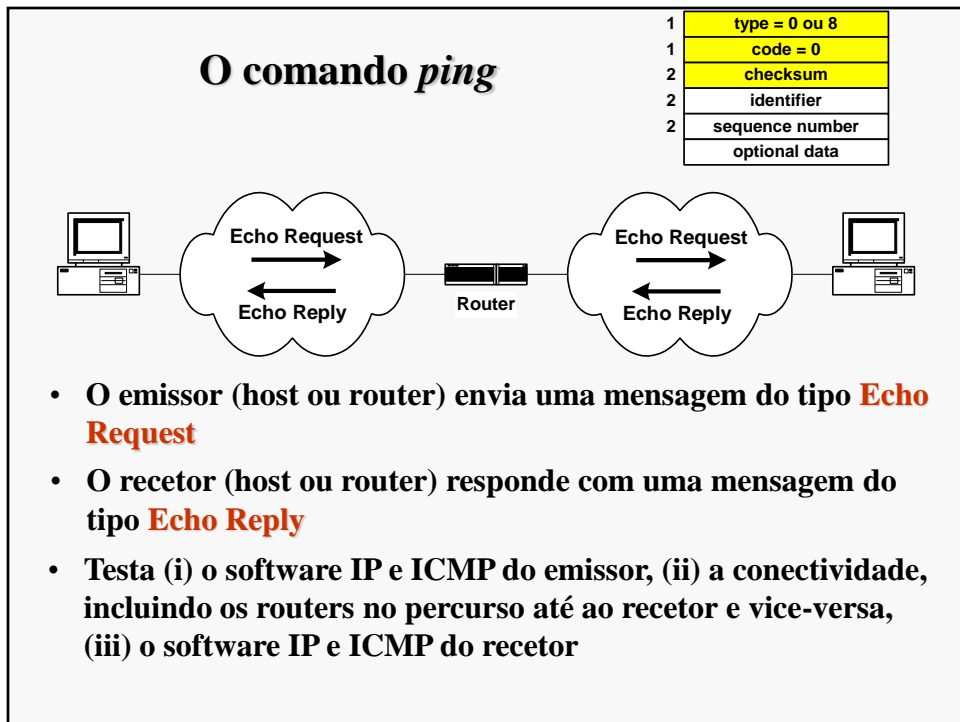 O comando ping
1 type = 0 ou 8
1 code = 0
2 checksum
2 identifier
2 sequence number
optional data
Echo Request
Echo Reply
Router
Echo Request
Echo Reply
• O emissor (host ou router) envia uma mensagem do tipo Echo
Request
• O recetor (host ou router) responde com uma mensagem do
tipo Echo Reply
• Testa (i) o software IP e ICMP do emissor, (ii) a conectividade,
incluindo os routers no percurso até ao recetor e vice-versa,
(iii) o software IP e ICMP do recetor